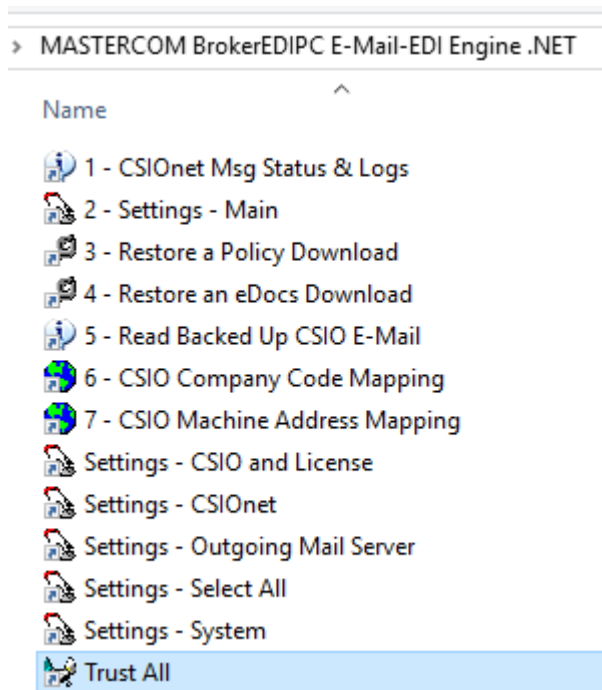 MASTERCOM BrokerEDIPC E-Mail-EDI Engine .NET
Name
1 - CSIOnet Msg Status & Logs
2 - Settings - Main
3 - Restore a Policy Download
4 - Restore an eDocs Download
5 - Read Backed Up CSIO E-Mail
6 - CSIO Company Code Mapping
7 - CSIO Machine Address Mapping
Settings - CSIO and License
Settings - CSIOnet
Settings - Outgoing Mail Server
Settings - Select All
Settings - System
Trust All